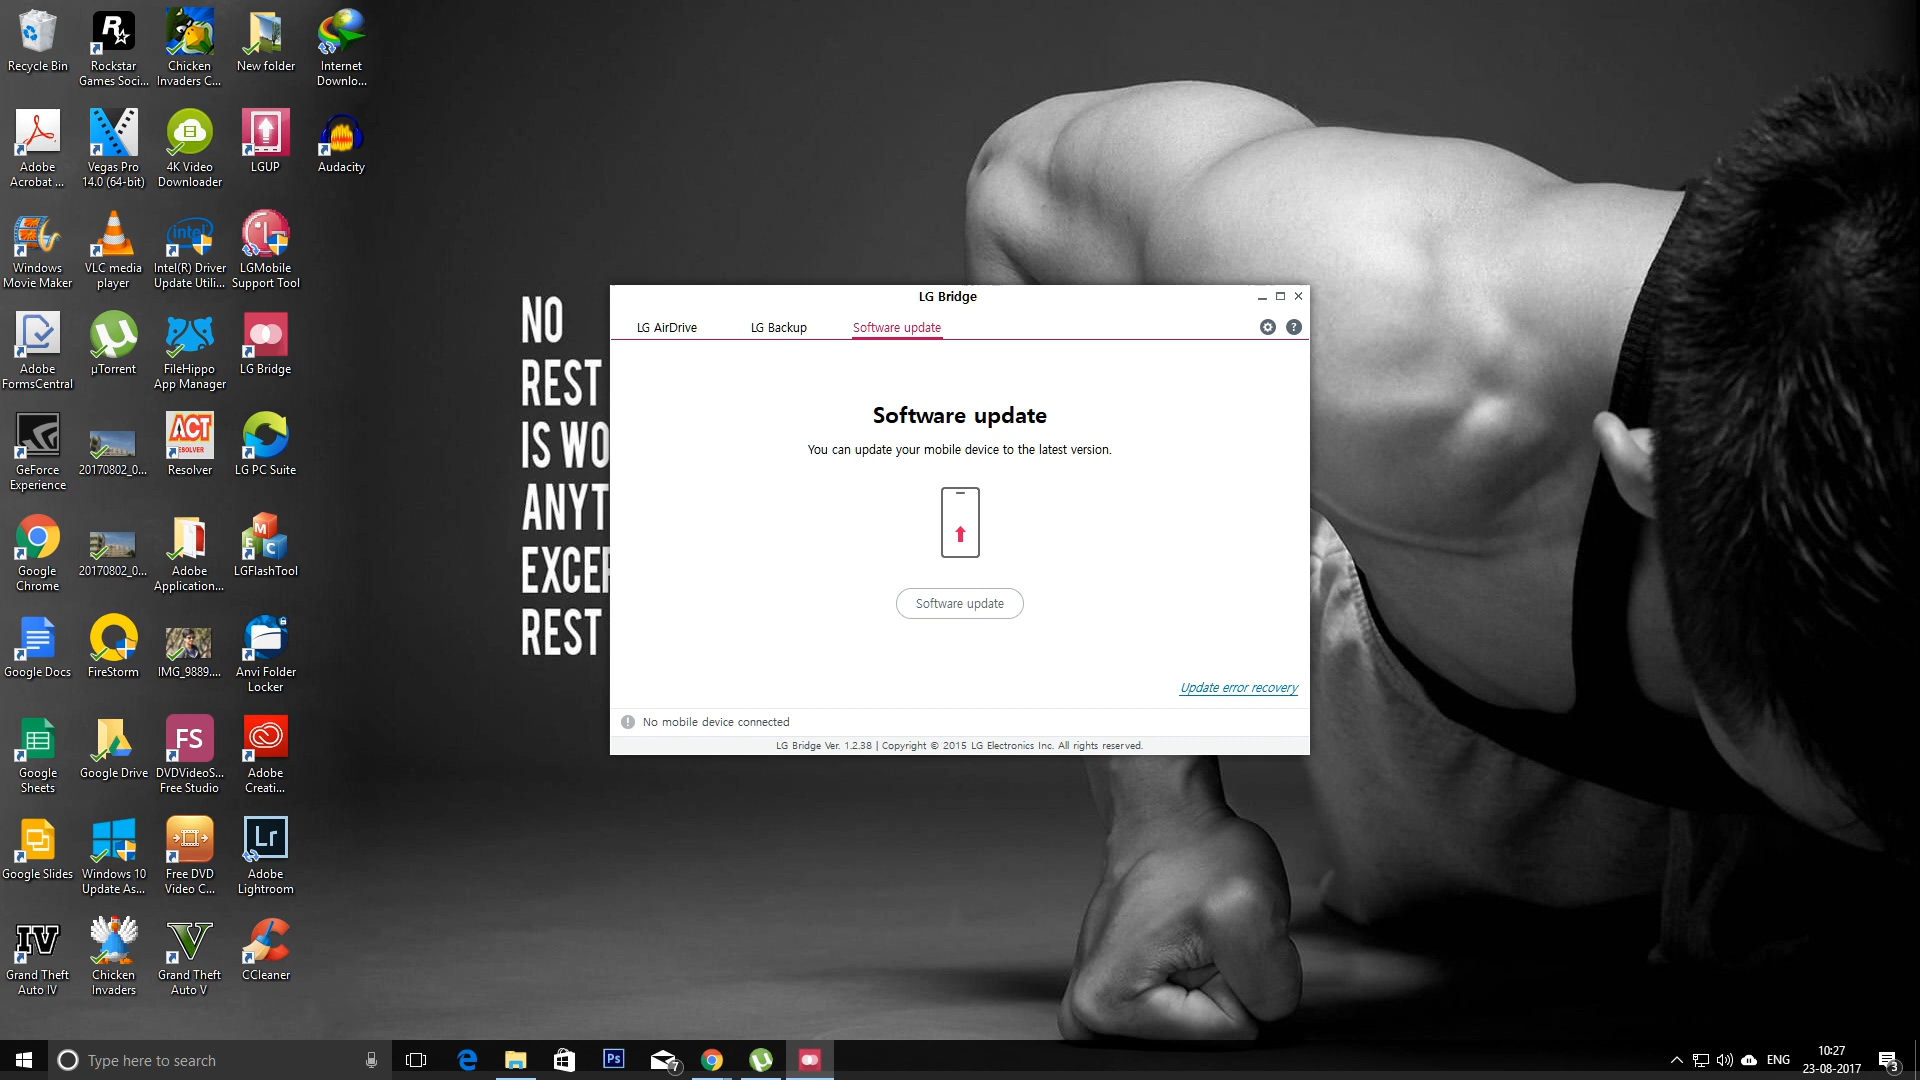 Recycle Bin
Rockstar
Games Soci...
Chicken
Invaders C...
New folder
Internet
Downlo...
Adobe
Acrobat ...
Vegas Pro
14.0 (64-bit)
4K Video
Downloader
LGUP
Audacity
Windows
Movie Maker
VLC media
player
intel
Intel(R) Driver
Update Utili...
LGMobile
Support Tool
Adobe
FormsCentral
µTorrent
FileHippo
App Manager
LG Bridge
GeForce
Experience
20170802_0...
ACT
RESOLVER
Resolver
LG PC Suite
Google
Chrome
20170802_0...
Adobe
Application...
M
E
C
LGFlashTool
Google Docs
FireStorm
IMG_9889....
Anvi Folder
Locker
Google
Sheets
Google Drive
FS
DVDVideoS...
Free Studio
Adobe
Creati...
Google Slides
Windows 10
Update As...
Free DVD
Video C...
Lr
Adobe
Lightroom
IV
Grand Theft
Auto IV
Chicken
Invaders
V
Grand Theft
Auto V
CCleaner
NO
REST
IS WO
ANYT
EXCEP
REST
LG Bridge
LG AirDrive
LG Backup
Software update
?
Software update
You can update your mobile device to the latest version.
Software update
Update error recovery
! No mobile device connected
LG Bridge Ver. 1.2.38 | Copyright © 2015 LG Electronics Inc. All rights reserved.
Type here to search
Ps
7
ENG
10:27
23-08-2017
3